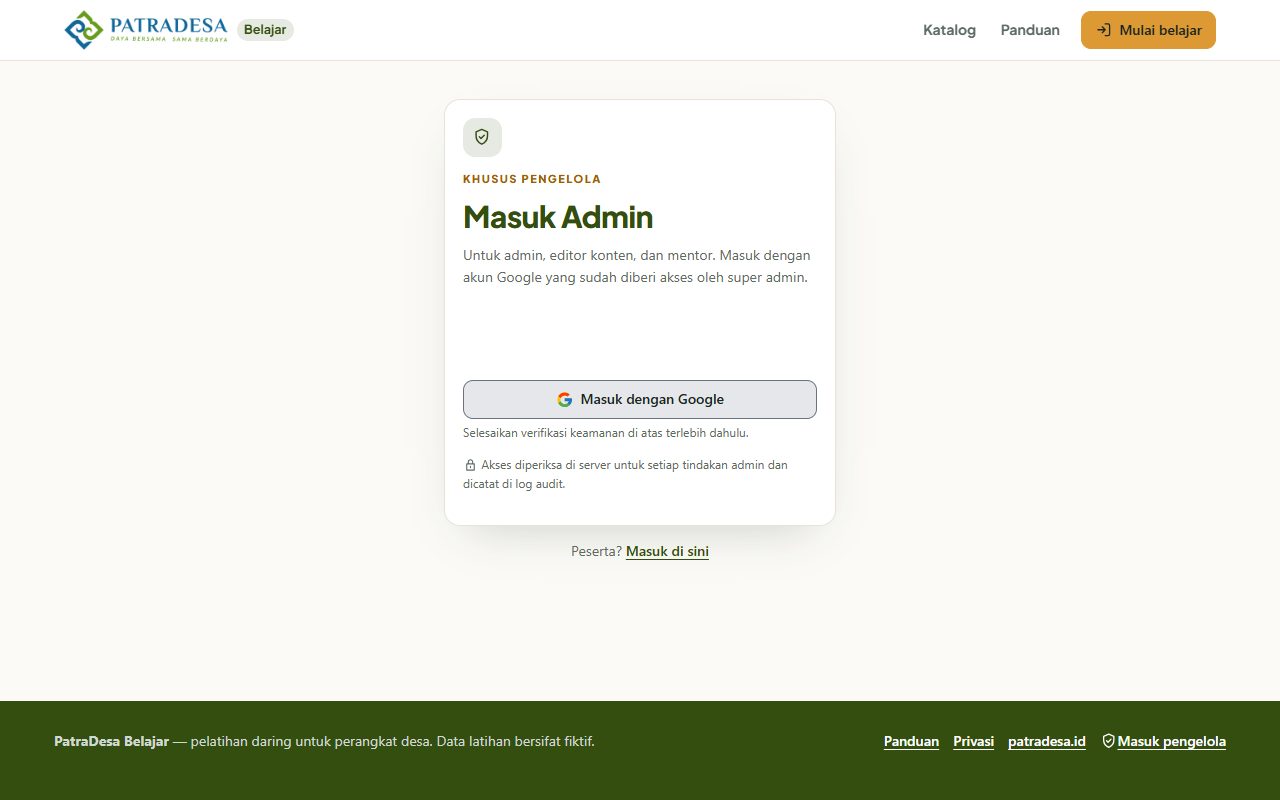 PATRADESA
DAYA BERSAMA SAMA BERDAYA
Belajar
Katalog
Panduan
Mulai belajar
KHUSUS PENGELOLA
Masuk Admin
Untuk admin, editor konten, dan mentor. Masuk dengan
akun Google yang sudah diberi akses oleh super admin.
Masuk dengan Google
Selesaikan verifikasi keamanan di atas terlebih dahulu.
Akses diperiksa di server untuk setiap tindakan admin dan
dicatat di log audit.
Peserta? Masuk di sini
PatraDesa Belajar — pelatihan daring untuk perangkat desa. Data latihan bersifat fiktif.
Panduan
Privasi
patradesa.id
Masuk pengelola